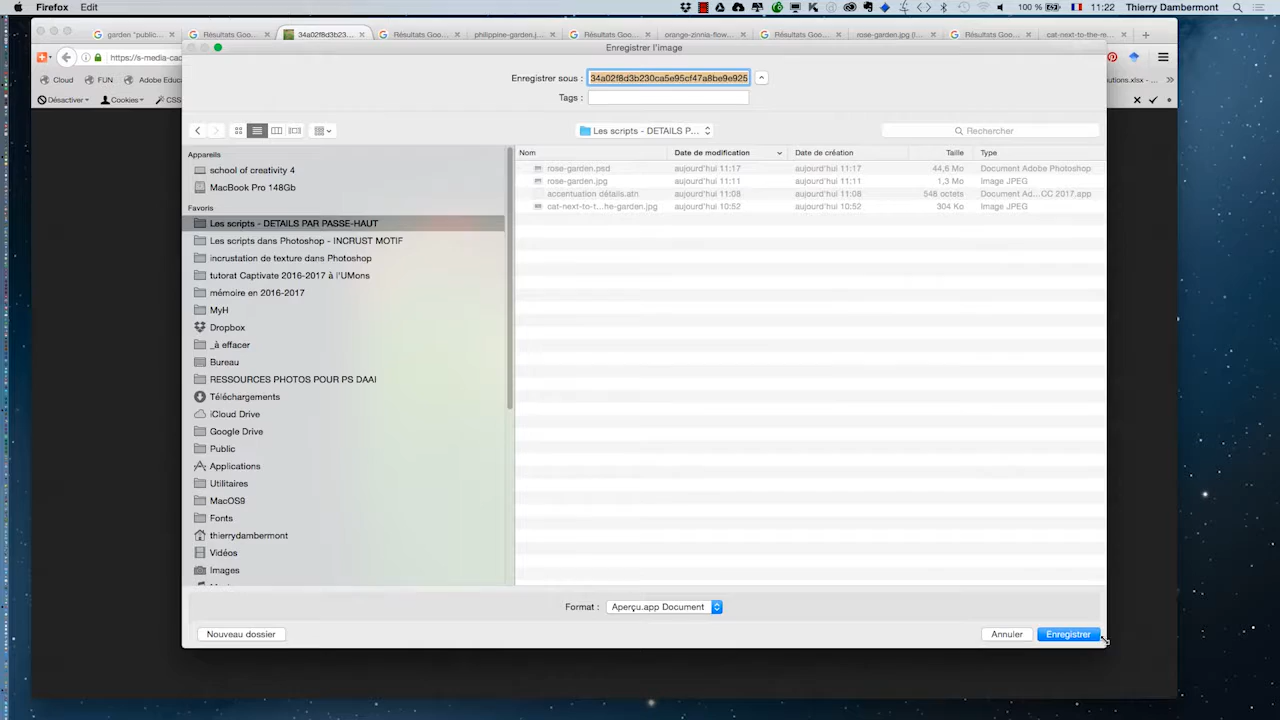 Firefox Edit 100 % 11:22 Thierry Dambermont
garden "public... Résultats Goo... 34a02f8d3b23... Résultats Goo... philippine-garden.j... Résultats Goo... orange-zinnia-flow... Résultats Goo... rose-garden.jpg (I... Résultats Goo... cat-next-to-the-m...
https://s-media-cac
Cloud FUN Adobe Educ utions.xlsx -
Désactiver Cookies CSS
Enregistrer l'image
Enregistrer sous : 34a02f8d3b230ca5e95cf47a8be9e925
Tags :
Les scripts - DETAILS P... Rechercher
Appareils
school of creativity 4
MacBook Pro 148Gb
Favoris
Les scripts - DETAILS PAR PASSE-HAUT
Les scripts dans Photoshop - INCRUST MOTIF
incrustation de texture dans Photoshop
tutorat Captivate 2016-2017 à l'UMons
mémoire en 2016-2017
MyH
Dropbox
_à effacer
Bureau
RESSOURCES PHOTOS POUR PS DAAI
Téléchargements
iCloud Drive
Google Drive
Public
Applications
Utilitaires
MacOS9
Fonts
thierrydambermont
Vidéos
Images
Nom Date de modification Date de création Taille Type
rose-garden.psd aujourd'hui 11:17 aujourd'hui 11:17 44,6 Mo Document Adobe Photoshop
rose-garden.jpg aujourd'hui 11:11 aujourd'hui 11:11 1,3 Mo Image JPEG
accentuation détails.atn aujourd'hui 11:08 aujourd'hui 11:08 548 octets Document Ad...CC 2017.app
cat-next-to-t...he-garden.jpg aujourd'hui 10:52 aujourd'hui 10:52 304 Ko Image JPEG
Format : Aperçu.app Document
Nouveau dossier Annuler Enregistrer